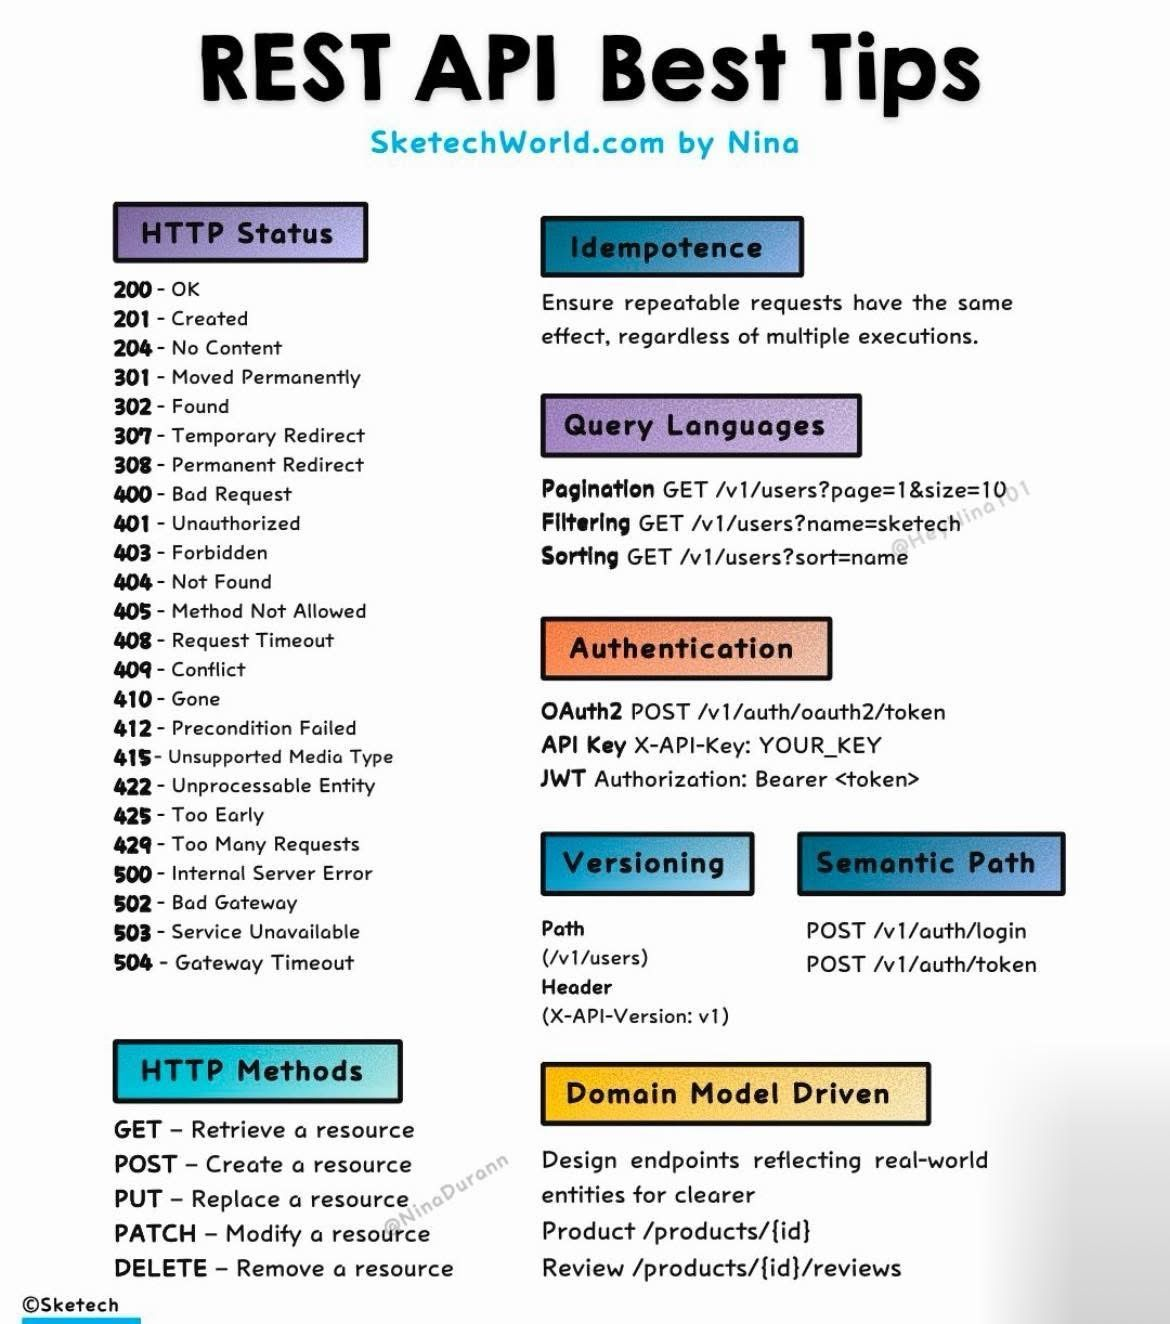 REST API Best Tips
SketechWorld.com by Nina
HTTP Status
200 - OK
201 - Created
204 - No Content
301 - Moved Permanently
302 - Found
307 - Temporary Redirect
308 - Permanent Redirect
400 - Bad Request
401 - Unauthorized
403 - Forbidden
404 - Not Found
405 - Method Not Allowed
408 - Request Timeout
409 - Conflict
410 - Gone
412 - Precondition Failed
415- Unsupported Media Type
422 - Unprocessable Entity
425 - Too Early
429 - Too Many Requests
500 - Internal Server Error
502 - Bad Gateway
503 - Service Unavailable
504 - Gateway Timeout
HTTP Methods
GET – Retrieve a resource
POST – Create a resource
PUT – Replace a resource
PATCH – Modify a resource
DELETE – Remove a resource
@NinaDurann
©Sketech
Idempotence
Ensure repeatable requests have the same
effect, regardless of multiple executions.
Query Languages
Pagination GET /v1/users?page=1&size=10
Filtering GET /v1/users?name=sketech
Sorting GET /v1/users?sort=name
@HeyNina101
Authentication
OAuth2 POST /v1/auth/oauth2/token
API Key X-API-Key: YOUR_KEY
JWT Authorization: Bearer <token>
Versioning
Path
(/v1/users)
Header
(X-API-Version: v1)
Semantic Path
POST /v1/auth/login
POST /v1/auth/token
Domain Model Driven
Design endpoints reflecting real-world
entities for clearer
Product /products/{id}
Review /products/{id}/reviews